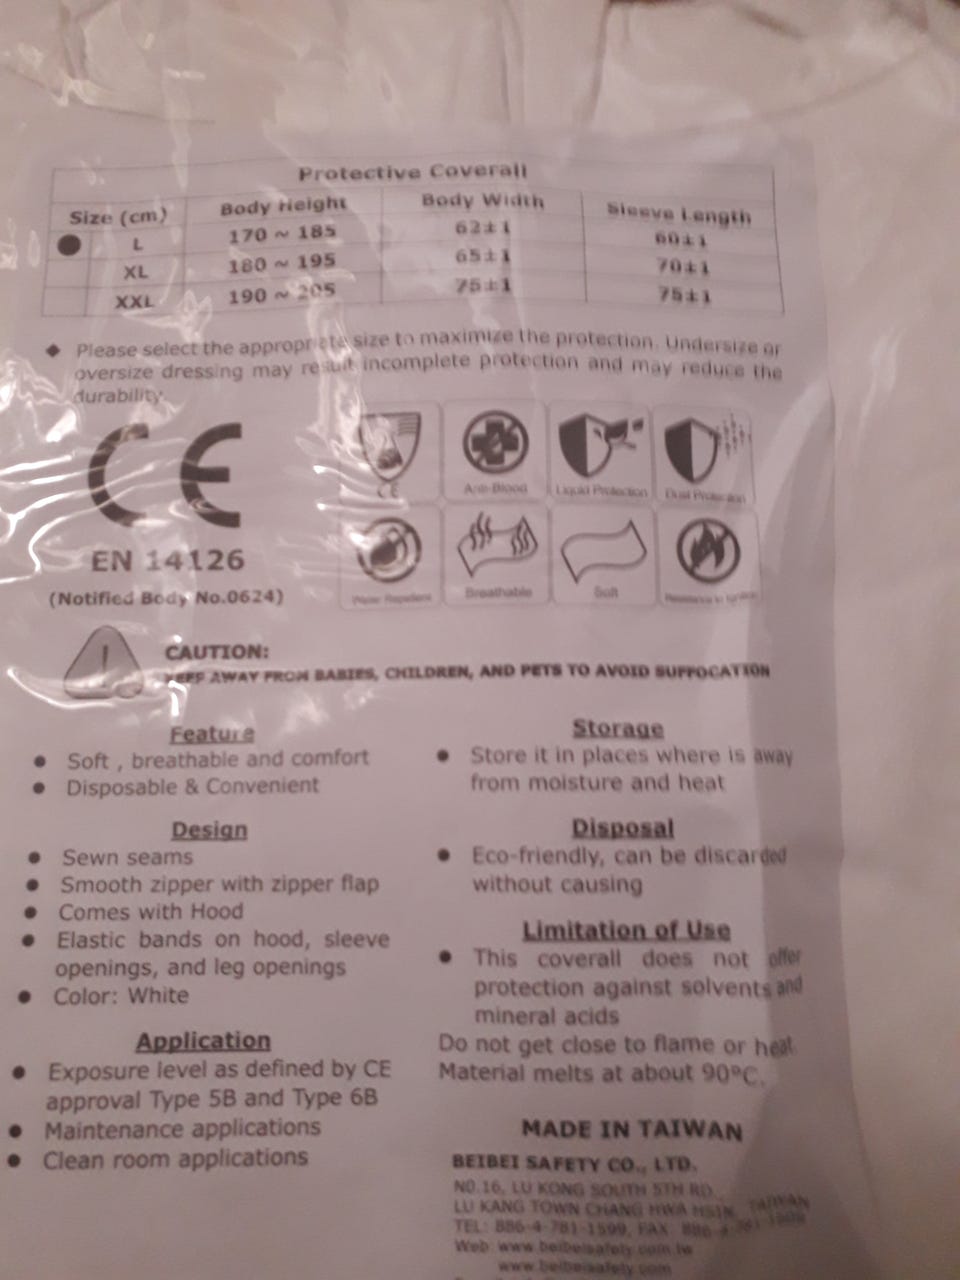 Protective Coverall
Size (cm) Body Height Body Width Sleeve Length
L 170 ~ 185 62±1 60±1
XL 180 ~ 195 65±1 70±1
XXL 190 ~ 205 75±1 75±1
◆ Please select the appropriate size to maximize the protection. Undersize or
oversize dressing may result incomplete protection and may reduce the
durability.
CE
EN 14126
(Notified Body No.0624)
CE Anti-Blood Liquid Protection Dust Protection
Water Repellent Breathable Soft Resistance to Ignition
CAUTION:
KEEP AWAY FROM BABIES, CHILDREN, AND PETS TO AVOID SUFFOCATION
Feature
● Soft , breathable and comfort
● Disposable & Convenient
Design
● Sewn seams
● Smooth zipper with zipper flap
● Comes with Hood
● Elastic bands on hood, sleeve
openings, and leg openings
● Color: White
Application
● Exposure level as defined by CE
approval Type 5B and Type 6B
● Maintenance applications
● Clean room applications
Storage
● Store it in places where is away
from moisture and heat
Disposal
● Eco-friendly, can be discarded
without causing
Limitation of Use
● This coverall does not offer
protection against solvents and
mineral acids
Do not get close to flame or heat
Material melts at about 90ºC.
MADE IN TAIWAN
BEIBEI SAFETY CO., LTD.
NO.16, LU KONG SOUTH 5TH RD.,
LU KANG TOWN CHANG HWA HSIN, TAIWAN
TEL: 886-4-781-1599, FAX: 886-4-781-
Web: www.beibeisafety.com.tw
www.beibeisafety.com